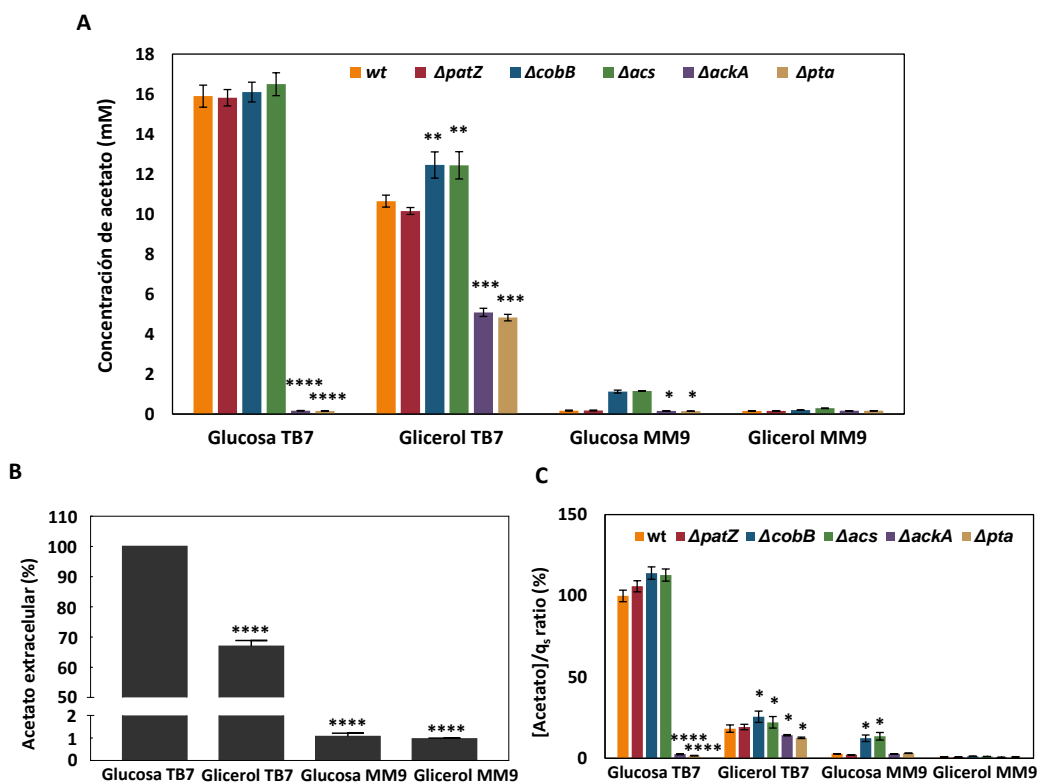 A
18
wt ΔpatZ ΔcobB Δacs ΔackA Δpta
16
14
12
10
8
6
4
2
0
Concentración de acetato (mM)
** **
*** ***
**** ****
* *
Glucosa TB7 Glicerol TB7 Glucosa MM9 Glicerol MM9
B
110
100
90
80
70
60
50
2
1
0
Acetato extracelular (%)
****
**** ****
Glucosa TB7 Glicerol TB7 Glucosa MM9 Glicerol MM9
C
150
wt ΔpatZ ΔcobB Δacs ΔackA Δpta
100
50
0
[Acetato]/qs ratio (%)
**** ****
* * * *
* *
Glucosa TB7 Glicerol TB7 Glucosa MM9 Glicerol MM9